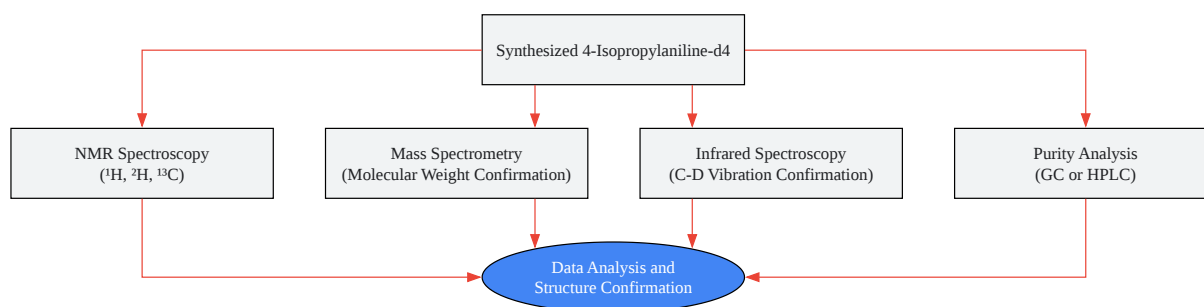 Synthesized 4-Isopropylaniline-d4
NMR Spectroscopy
(¹H, ²H, ¹³C)
Mass Spectrometry
(Molecular Weight Confirmation)
Infrared Spectroscopy
(C-D Vibration Confirmation)
Purity Analysis
(GC or HPLC)
Data Analysis and
Structure Confirmation